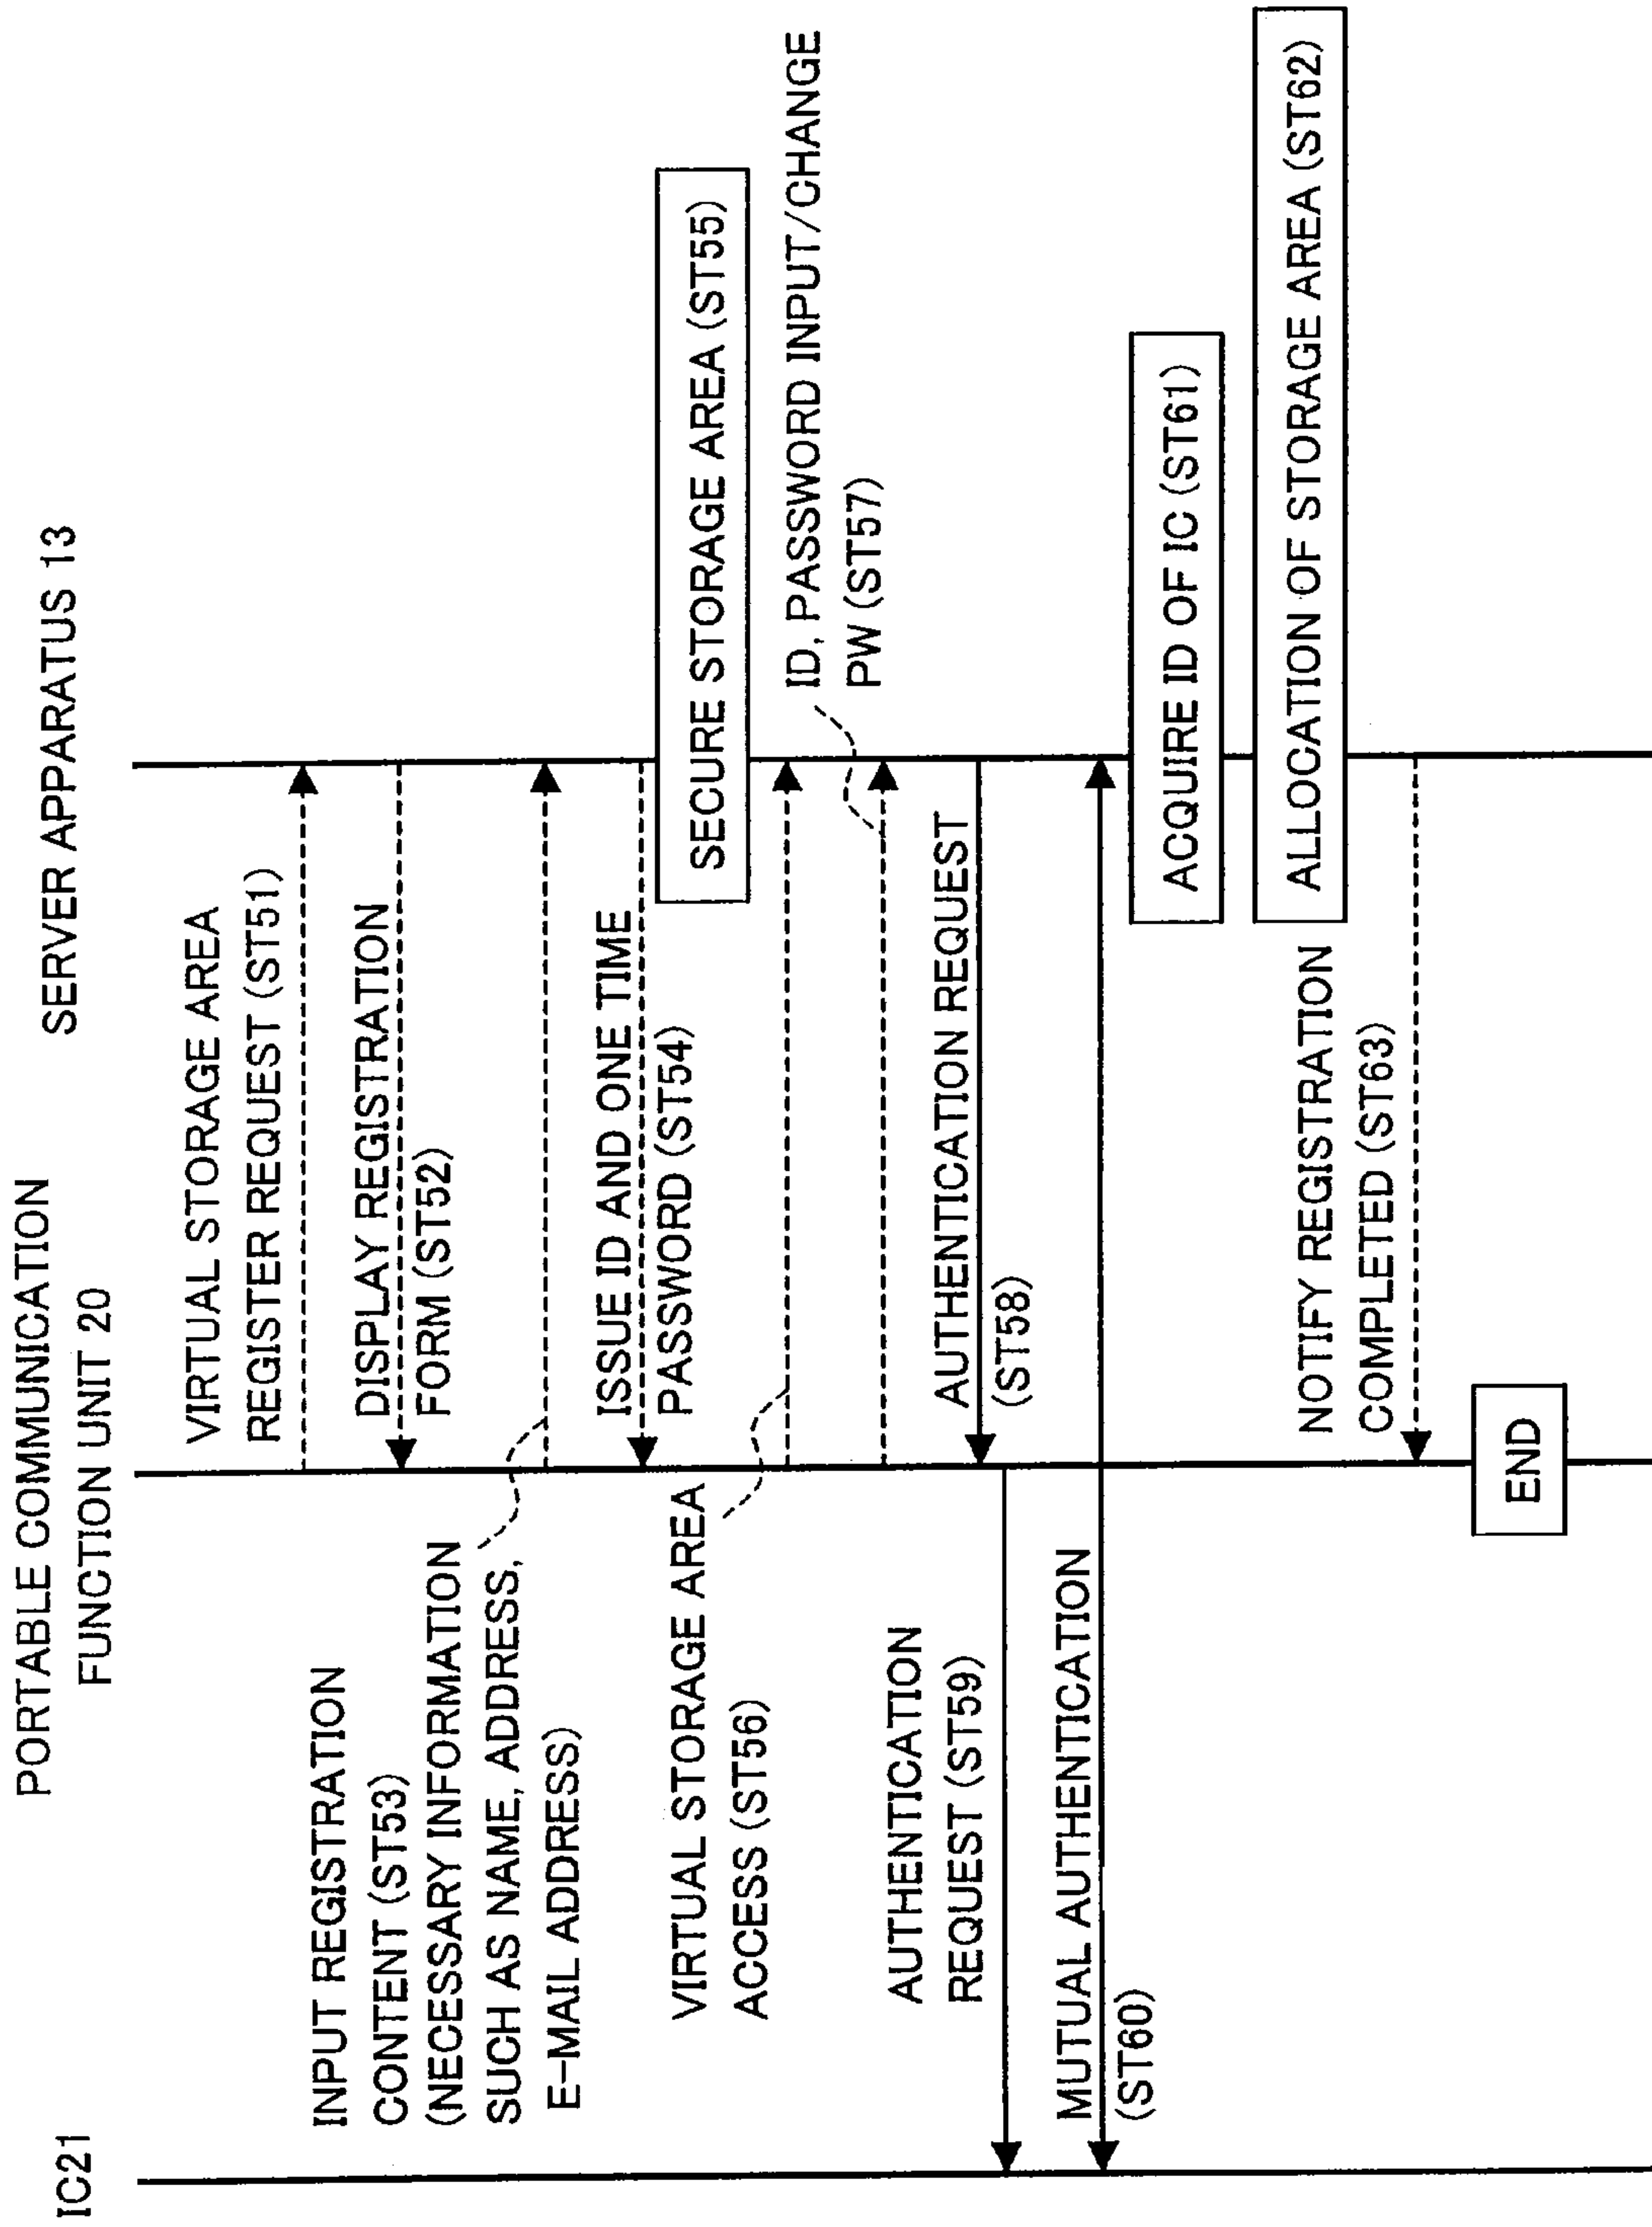 IC21
PORTABLE COMMUNICATION
FUNCTION UNIT 20
SERVER APPARATUS 13
VIRTUAL STORAGE AREA
REGISTER REQUEST (ST51)
DISPLAY REGISTRATION
FORM (ST52)
INPUT REGISTRATION
CONTENT (ST53)
(NECESSARY INFORMATION
SUCH AS NAME, ADDRESS,
E-MAIL ADDRESS)
ISSUE ID AND ONE TIME
PASSWORD (ST54)
SECURE STORAGE AREA (ST55)
VIRTUAL STORAGE AREA
ACCESS (ST56)
ID, PASSWORD INPUT/CHANGE
PW (ST57)
AUTHENTICATION REQUEST
(ST58)
AUTHENTICATION
REQUEST (ST59)
MUTUAL AUTHENTICATION
(ST60)
ACQUIRE ID OF IC (ST61)
ALLOCATION OF STORAGE AREA (ST62)
NOTIFY REGISTRATION
COMPLETED (ST63)
END